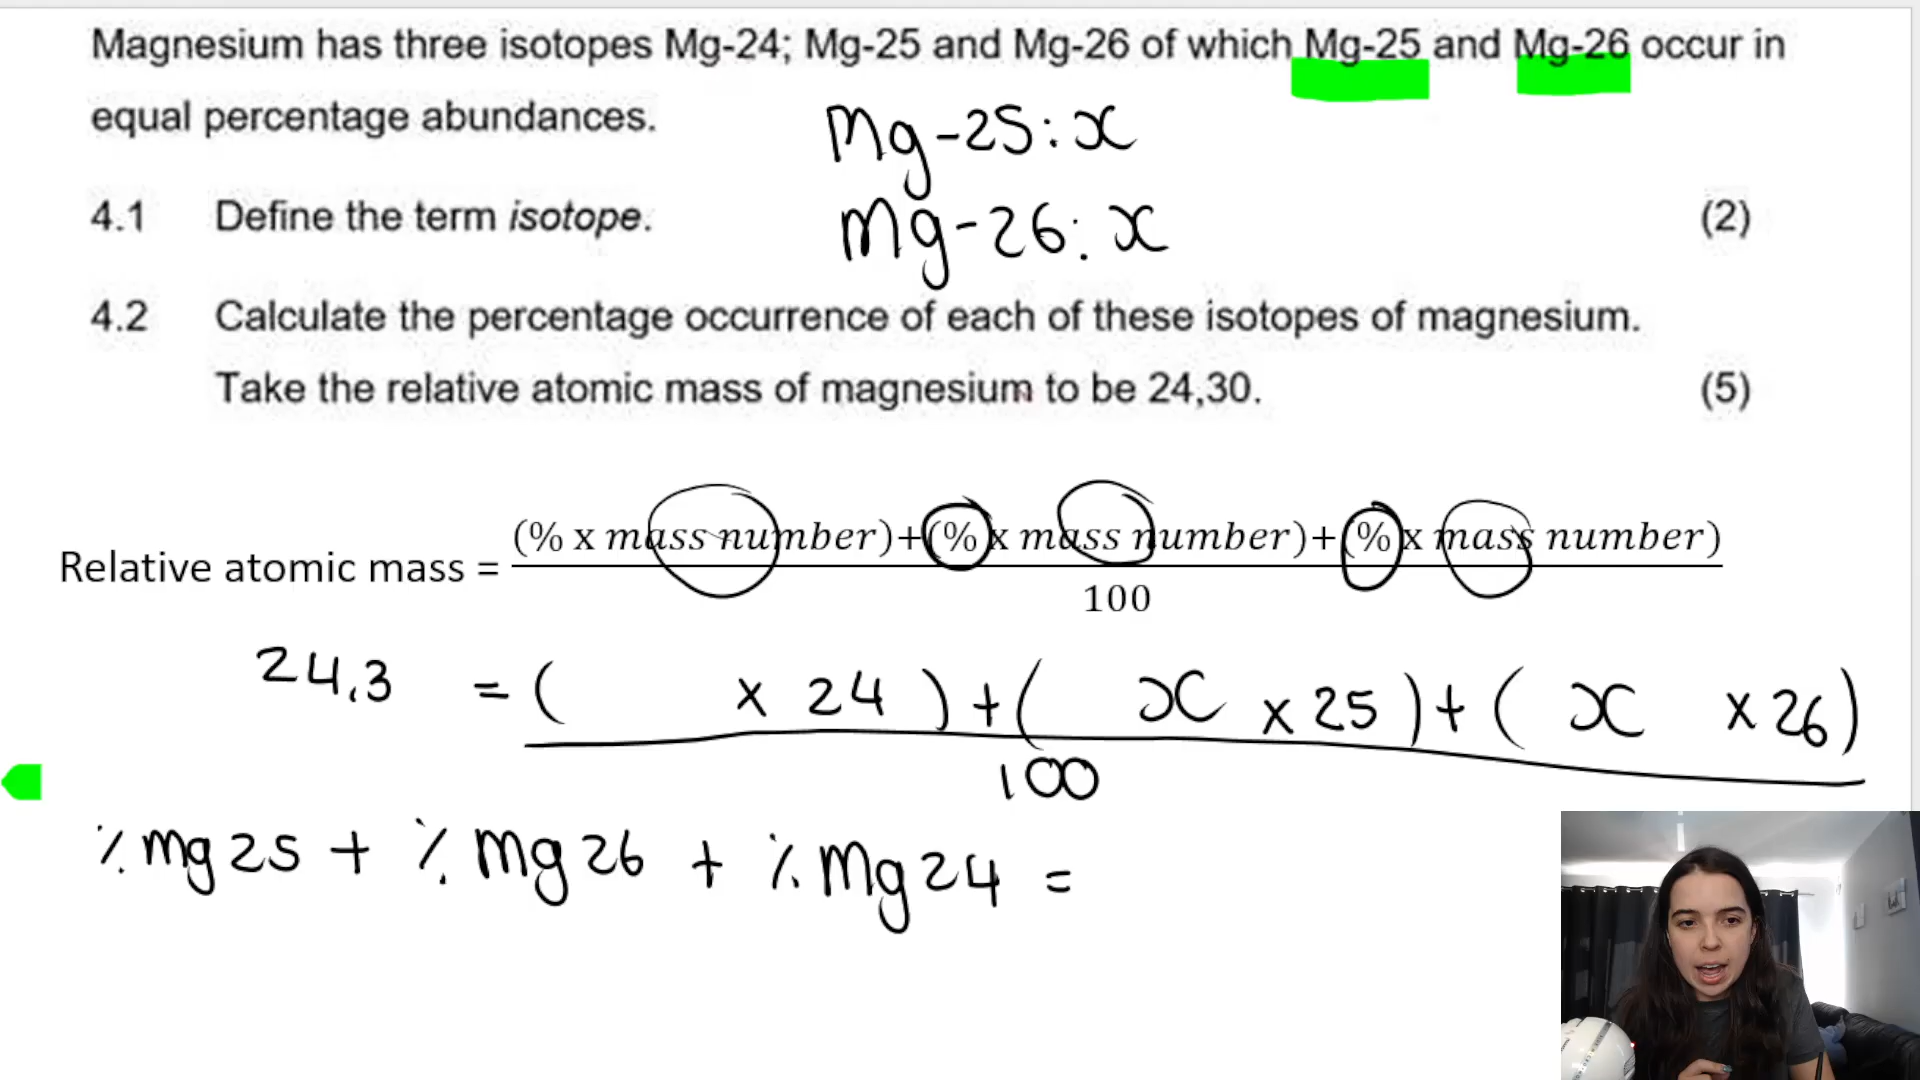 Magnesium has three isotopes Mg-24; Mg-25 and Mg-26 of which Mg-25 and Mg-26 occur in
equal percentage abundances.
Mg-25: x
4.1 Define the term isotope. (2)
Mg-26: x
4.2 Calculate the percentage occurrence of each of these isotopes of magnesium.
Take the relative atomic mass of magnesium to be 24,30. (5)
Relative atomic mass = (% x mass number)+(% x mass number)+(% x mass number)
100
24.3 = ( x 24 ) + ( x x 25 ) + ( x x 26 )
100
% Mg 25 + % Mg 26 + % Mg 24 =